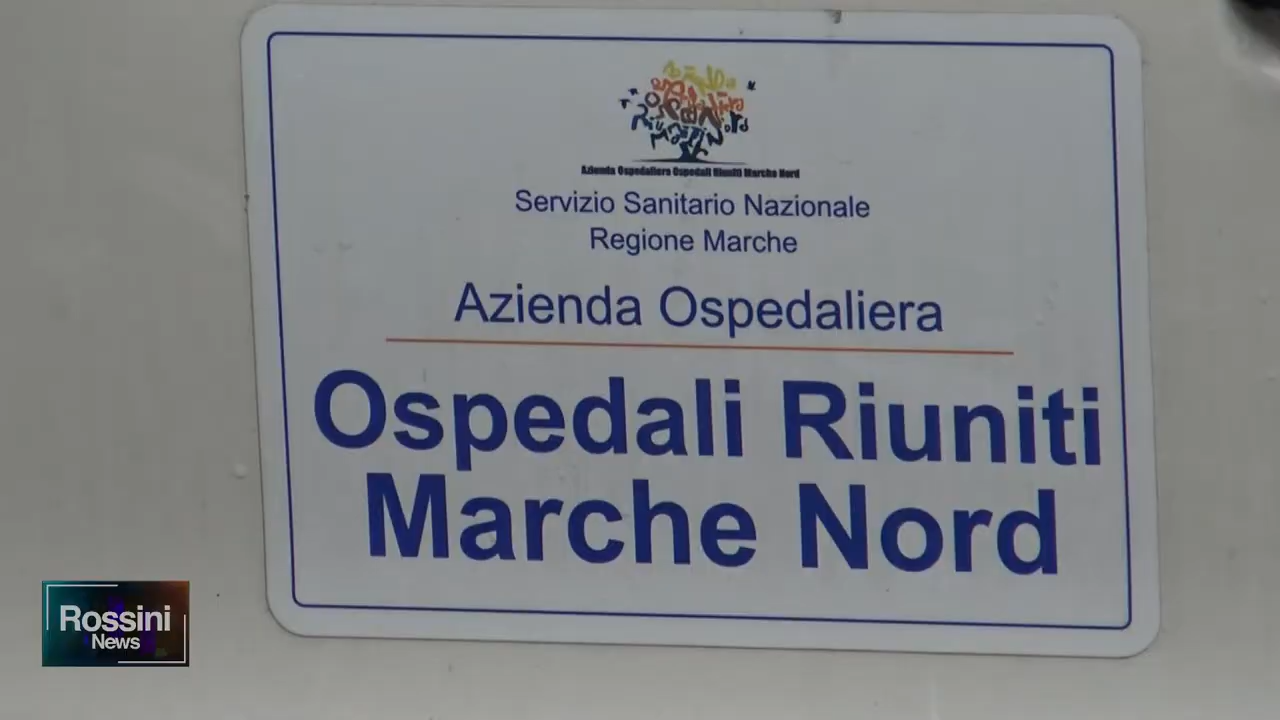 Azienda Ospedaliera Ospedali Riuniti Marche Nord
Servizio Sanitario Nazionale
Regione Marche
Azienda Ospedaliera
Ospedali Riuniti
Marche Nord
Rossini
News